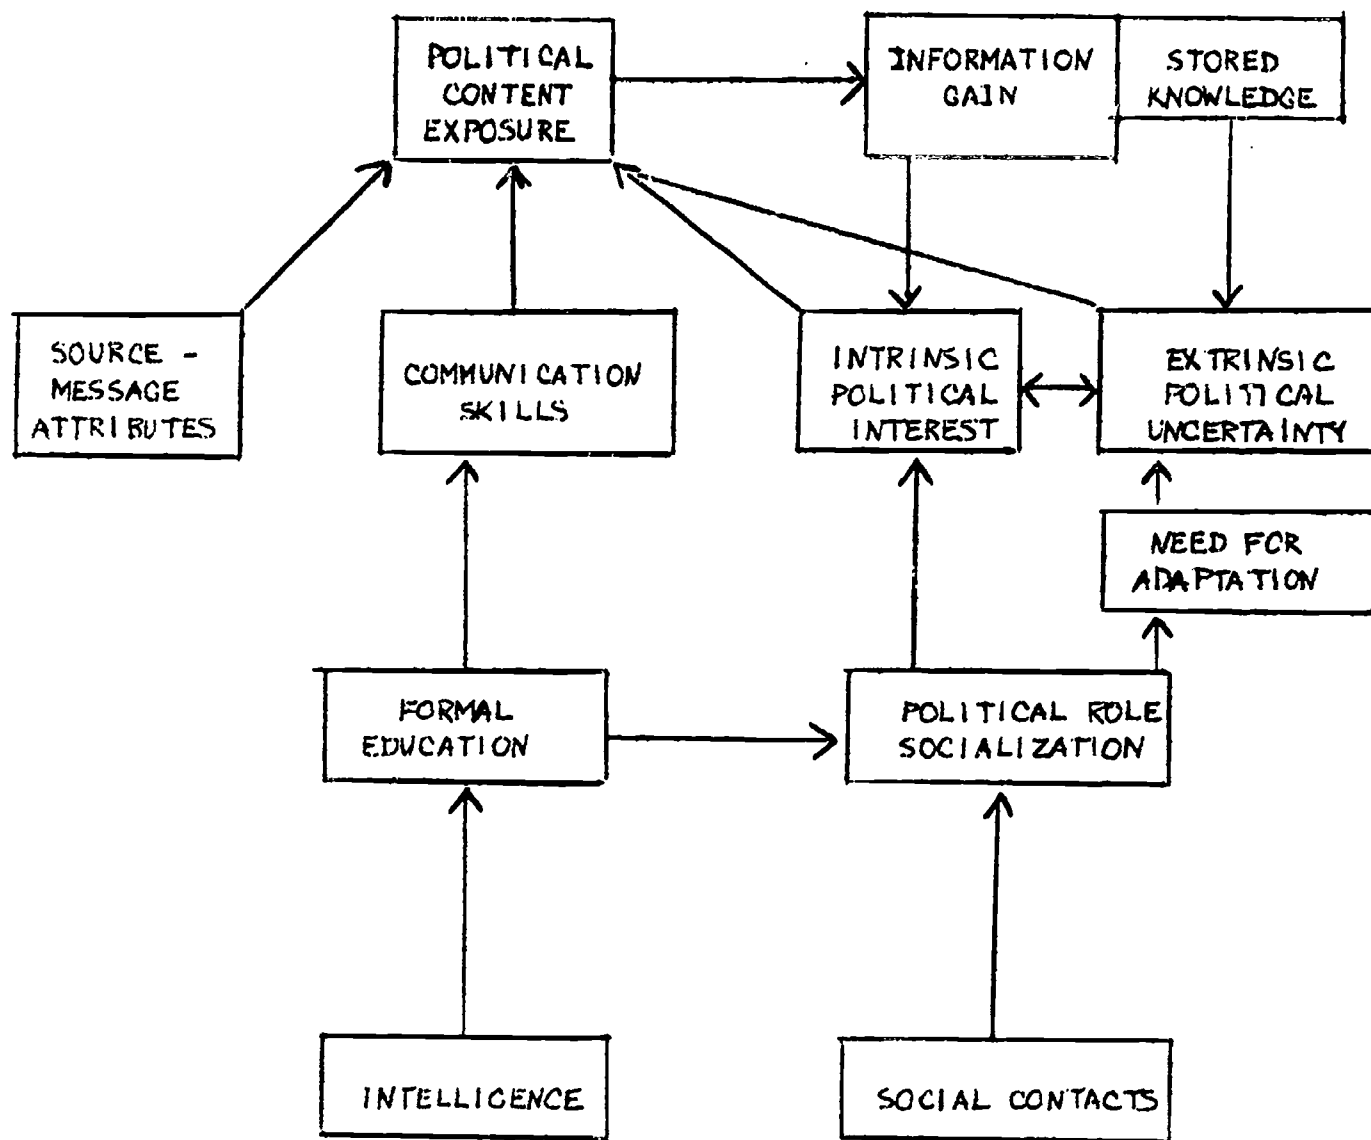 POLITICAL
CONTENT
EXPOSURE
INFORMATION
GAIN
STORED
KNOWLEDGE
SOURCE -
MESSAGE
ATTRIBUTES
COMMUNICATION
SKILLS
INTRINSIC
POLITICAL
INTEREST
EXTRINSIC
POLITICAL
UNCERTAINTY
NEED FOR
ADAPTATION
FORMAL
EDUCATION
POLITICAL ROLE
SOCIALIZATION
INTELLIGENCE
SOCIAL CONTACTS